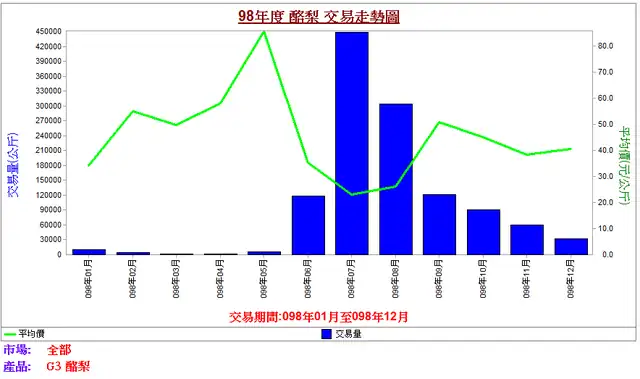 98年度 酪梨 交易走勢圖
交易量(公斤)
450000
420000
390000
360000
330000
300000
270000
240000
210000
180000
150000
120000
90000
60000
30000
0
80.0
70.0
60.0
50.0
40.0
30.0
20.0
10.0
0.0
平均價(元/公斤)
098年01月
098年02月
098年03月
098年04月
098年05月
098年06月
098年07月
098年08月
098年09月
098年10月
098年11月
098年12月
交易期間:098年01月至098年12月
平均價 交易量
市場: 全部
產品: G3 酪梨